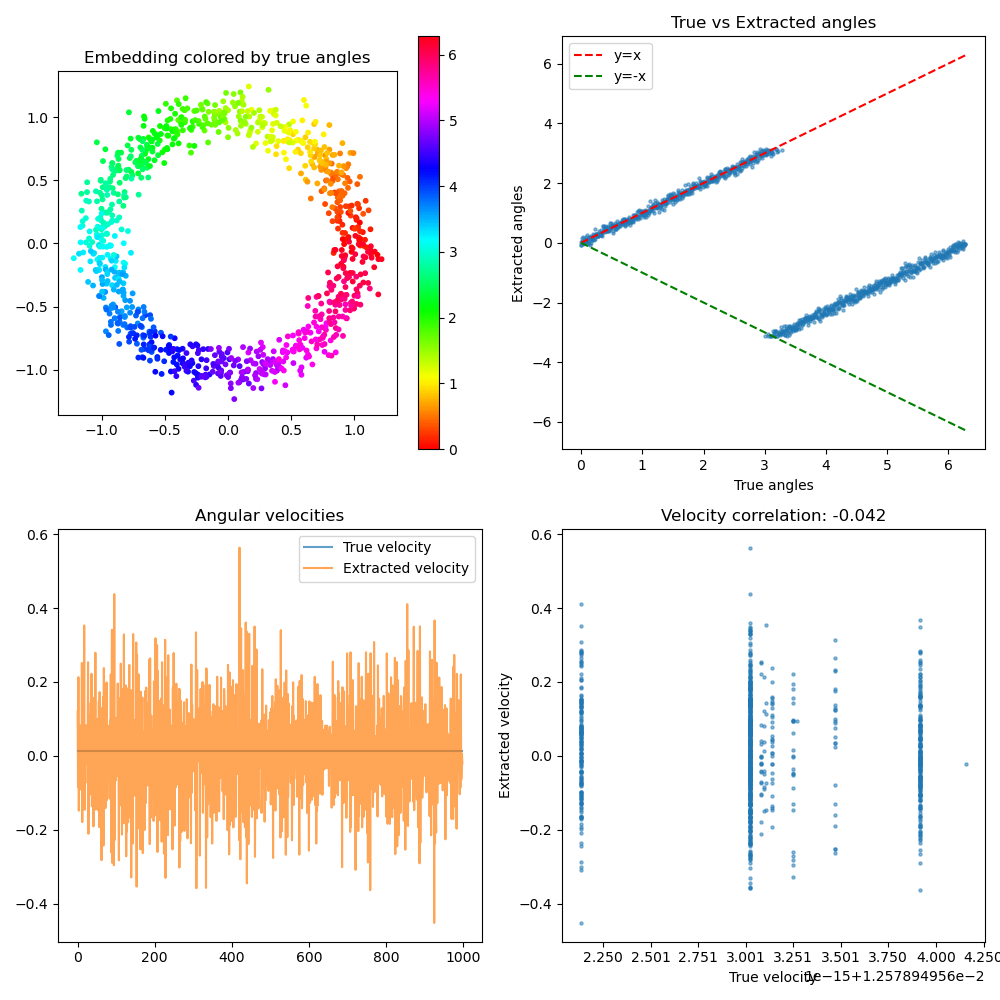 Embedding colored by true angles
1.0
0.5
0.0
−0.5
−1.0
−1.0 −0.5 0.0 0.5 1.0
6
5
4
3
2
1
0
True vs Extracted angles
y=x
y=-x
Extracted angles
6
4
2
0
−2
−4
−6
0 1 2 3 4 5 6
True angles
Angular velocities
True velocity
Extracted velocity
0.6
0.4
0.2
0.0
−0.2
−0.4
0 200 400 600 800 1000
Velocity correlation: -0.042
Extracted velocity
0.6
0.4
0.2
0.0
−0.2
−0.4
2.250 2.501 2.751 3.001 3.251 3.501 3.750 4.000 4.250
True velocity
1e−15+1.257894956e−2